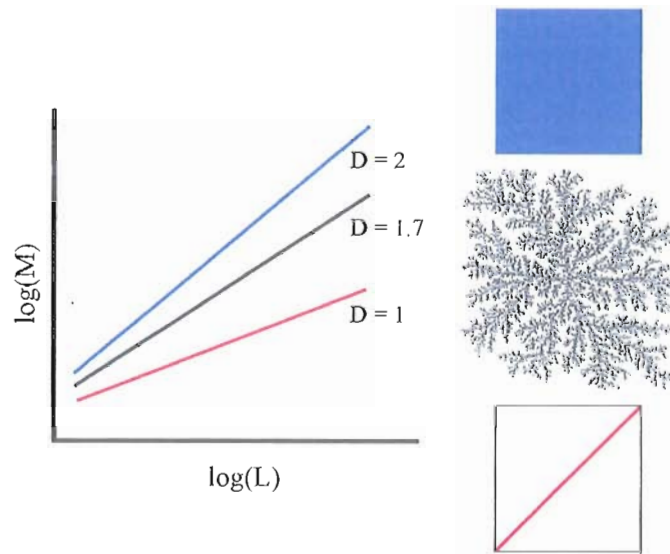 D = 2
D = 1.7
D = 1
log(M)
log(L)